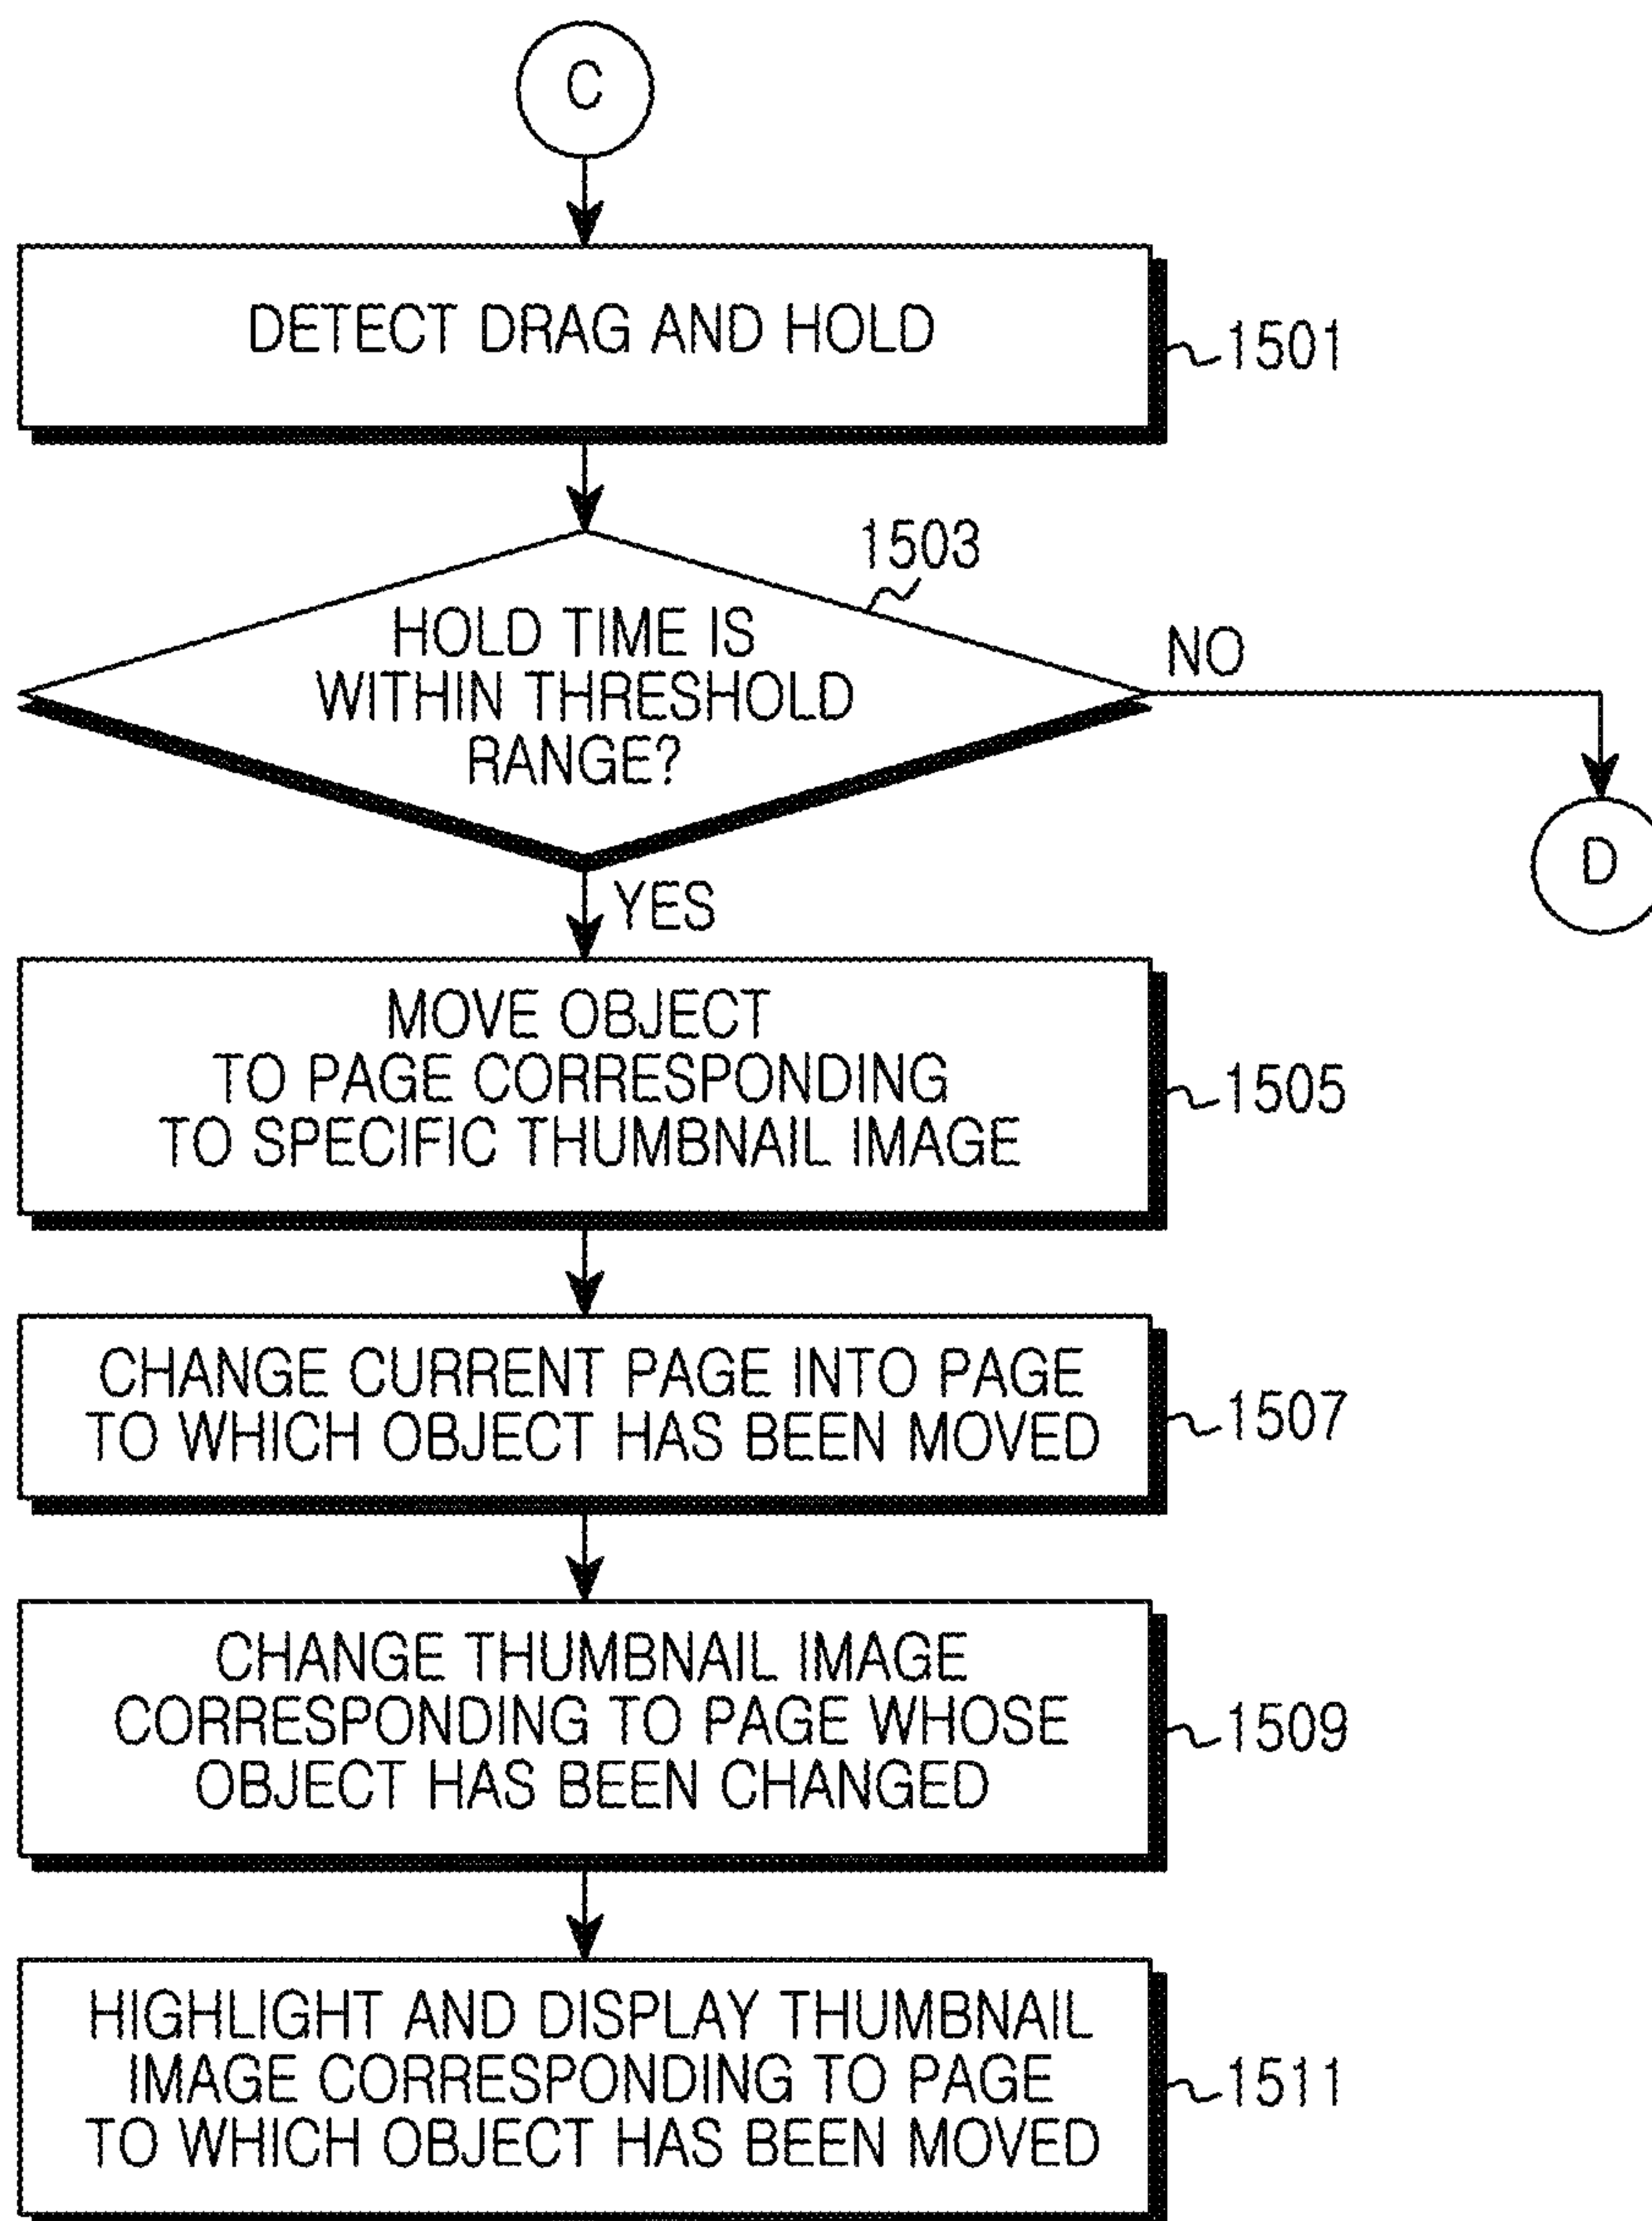 C
DETECT DRAG AND HOLD
1501
1503
HOLD TIME IS
WITHIN THRESHOLD
RANGE?
NO
D
YES
MOVE OBJECT
TO PAGE CORRESPONDING
TO SPECIFIC THUMBNAIL IMAGE
1505
CHANGE CURRENT PAGE INTO PAGE
TO WHICH OBJECT HAS BEEN MOVED
1507
CHANGE THUMBNAIL IMAGE
CORRESPONDING TO PAGE WHOSE
OBJECT HAS BEEN CHANGED
1509
HIGHLIGHT AND DISPLAY THUMBNAIL
IMAGE CORRESPONDING TO PAGE
TO WHICH OBJECT HAS BEEN MOVED
1511